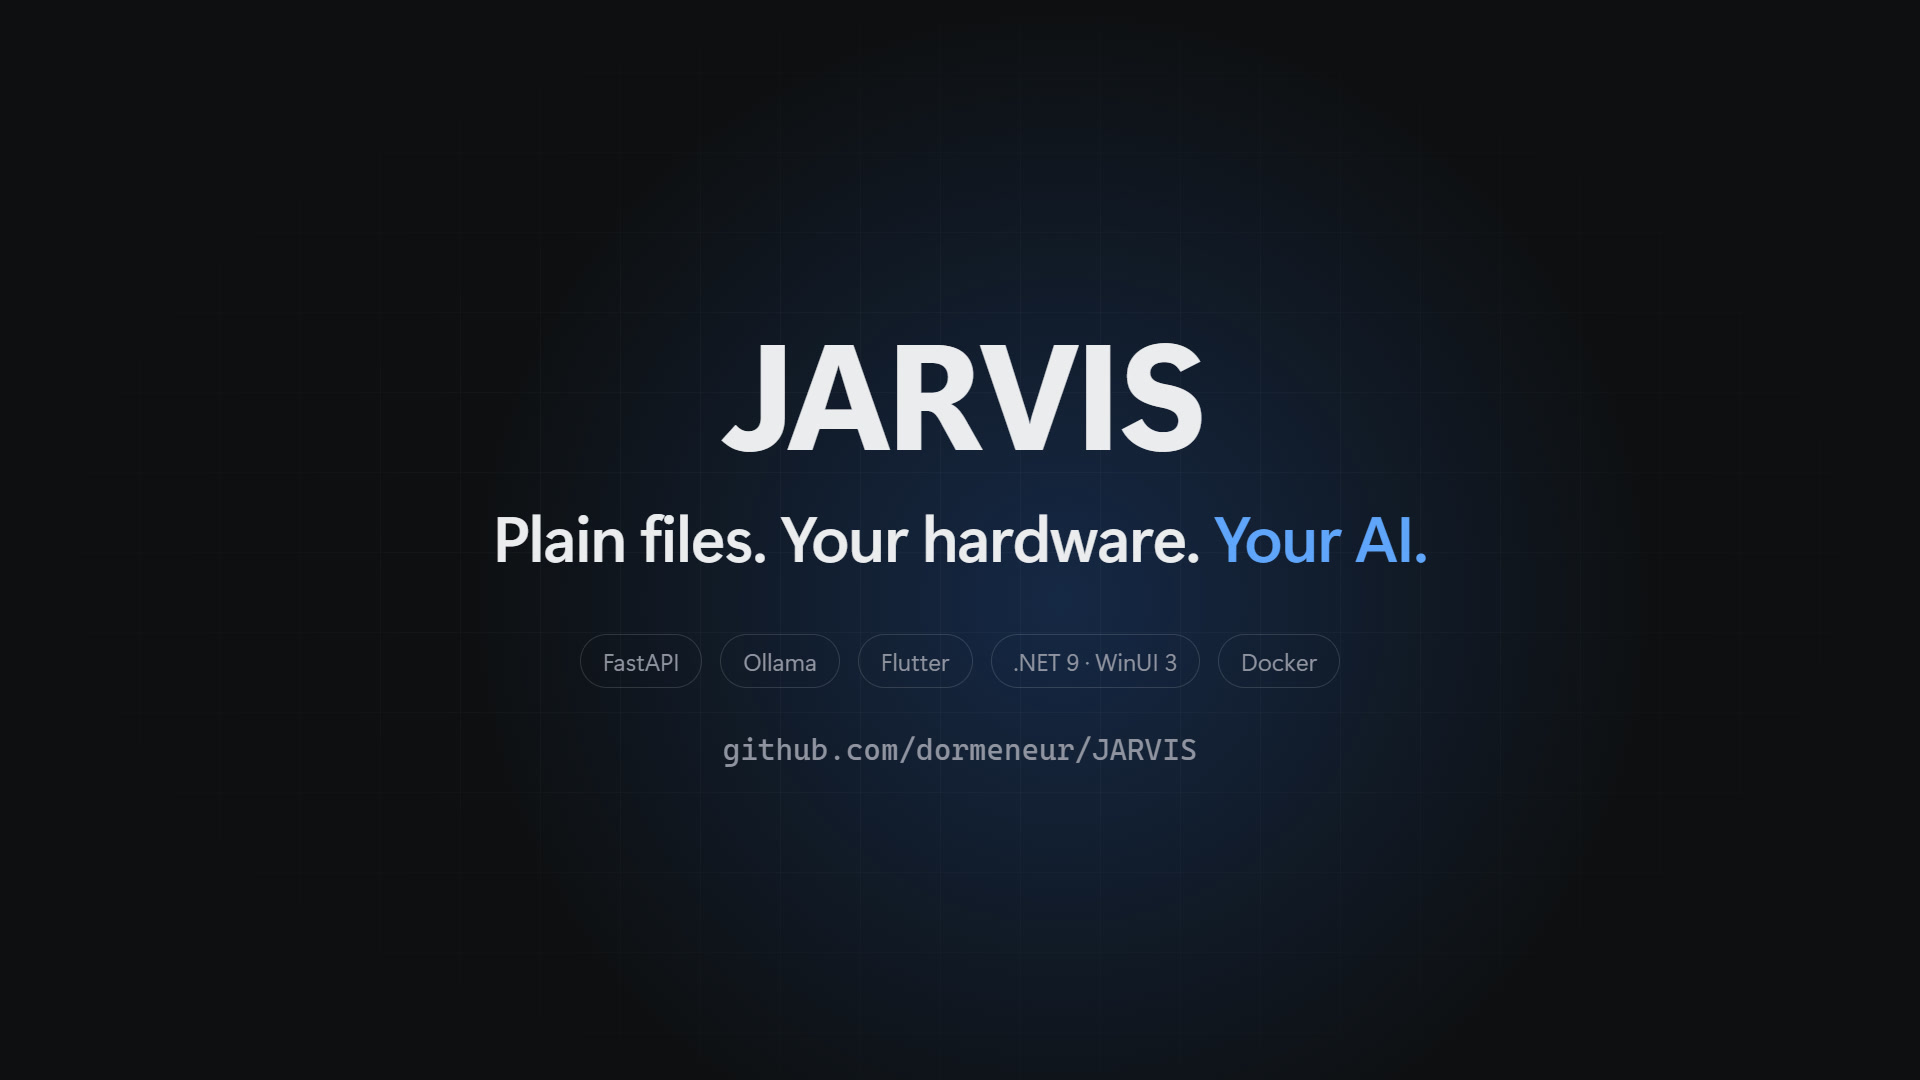 JARVIS
Plain files. Your hardware. Your AI.
FastAPI Ollama Flutter .NET 9 · WinUI 3 Docker
github.com/dormeneur/JARVIS